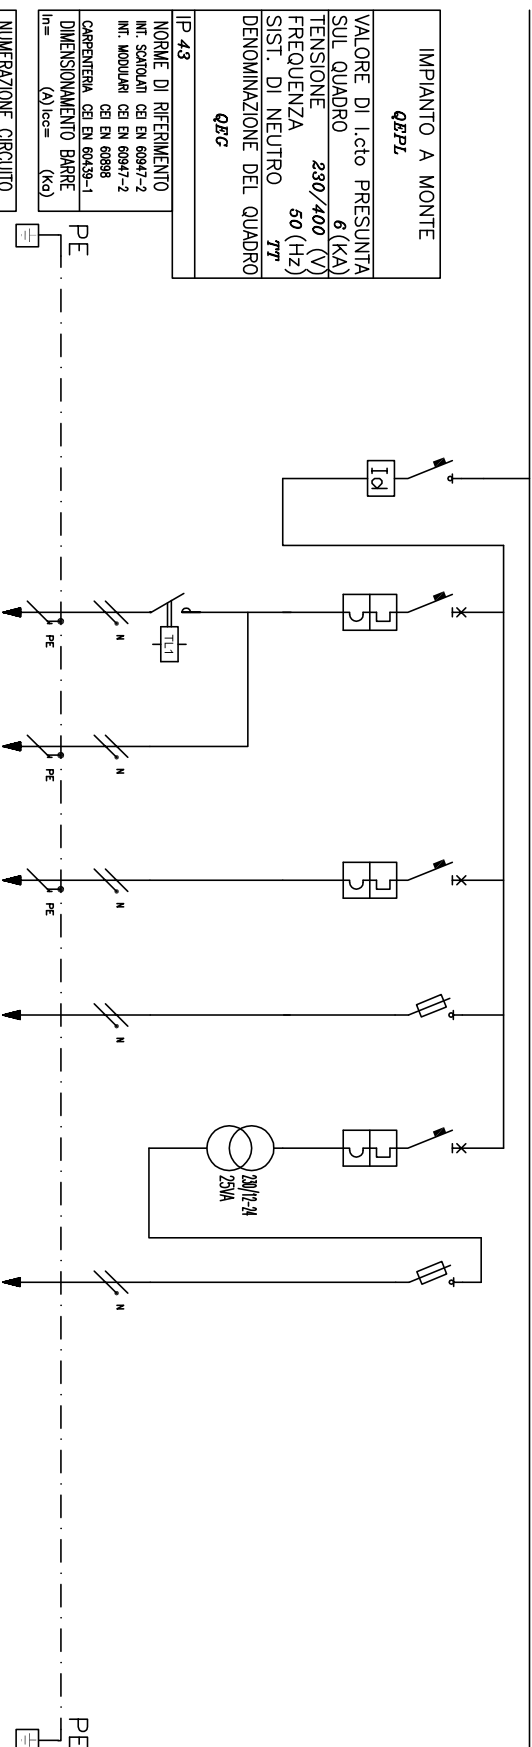 IMPIANTO A MONTE
QEPL
VALORE DI I.cto PRESUNTA
SUL QUADRO 6 (KA)
TENSIONE 230/400 (V)
FREQUENZA 50 (Hz)
SIST. DI NEUTRO TT
DENOMINAZIONE DEL QUADRO
QEG
IP 43
NORME DI RIFERIMENTO
INT. SCATOLATI CEI EN 60947-2
INT. MODULARI CEI EN 60947-2
CEI EN 60898
CARPENTERIA CEI EN 60439-1
DIMENSIONAMENTO BARRE
In= (A) Icc= (Ka)
NUMERAZIONE CIRCUITO
PE
Id
TL1
N
PE
N
PE
N
PE
N
230/12-24
25VA
N
PE